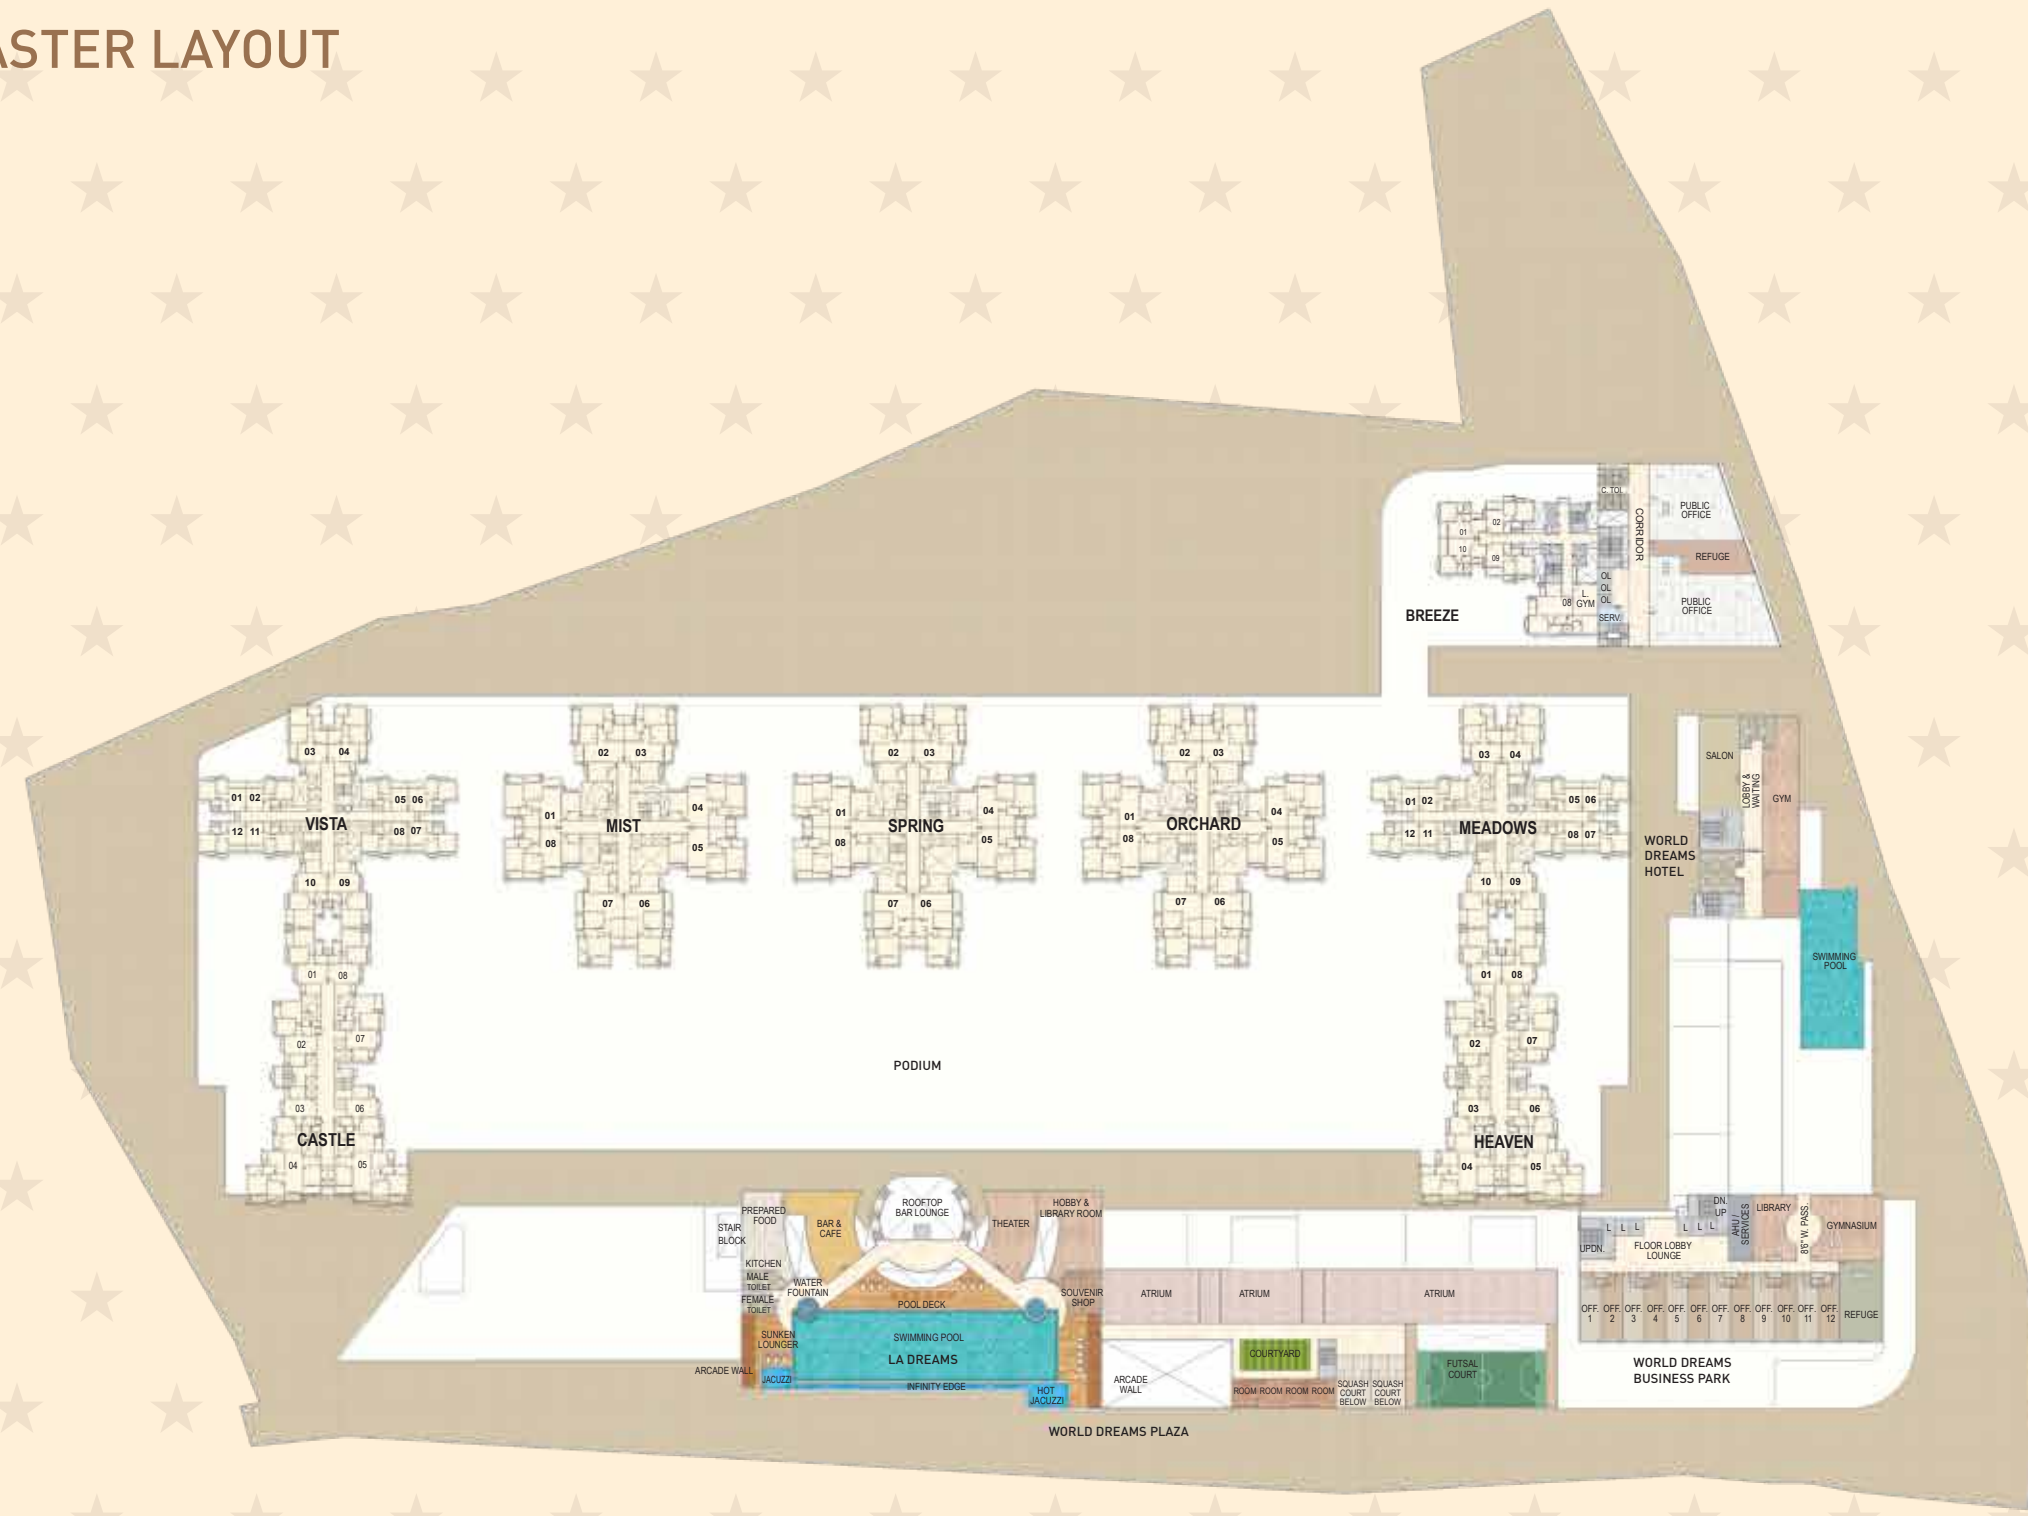 ASTER LAYOUT
C. TOI.
PUBLIC
OFFICE
CORRIDOR
REFUGE
01
02
10
09
OL
OL
OL
L.
GYM
08
SERV.
PUBLIC
OFFICE
BREEZE
03 04
01 02
05 06
VISTA
12 11
08 07
10 09
02 03
01
04
MIST
08
05
07 06
02 03
01
04
SPRING
08
05
07 06
02 03
01
04
ORCHARD
08
05
07 06
03 04
01 02
05 06
MEADOWS
12 11
08 07
10 09
SALON
LOBBY &
WAITING
GYM
WORLD
DREAMS
HOTEL
SWIMMING
POOL
01 08
02
07
03
06
CASTLE
04
05
PODIUM
01 08
02
07
03
06
HEAVEN
04
05
PREPARED
FOOD
STAIR
BLOCK
BAR &
CAFE
ROOFTOP
BAR LOUNGE
THEATER
HOBBY &
LIBRARY ROOM
KITCHEN
MALE
TOILET
FEMALE
TOILET
WATER
FOUNTAIN
POOL DECK
SOUVENIR
SHOP
SUNKEN
LOUNGER
SWIMMING POOL
LA DREAMS
ARCADE WALL
JACUZZI
INFINITY EDGE
HOT
JACUZZI
ATRIUM
ATRIUM
ATRIUM
ARCADE
WALL
COURTYARD
ROOM ROOM ROOM ROOM
SQUASH
COURT
BELOW
SQUASH
COURT
BELOW
FUTSAL
COURT
WORLD DREAMS PLAZA
DN.
UP
AHU /
SERVICES
LIBRARY
8'6" W. PASS.
GYMNASIUM
L L L
L L L
UPDN.
FLOOR LOBBY
LOUNGE
OFF.
1
OFF.
2
OFF.
3
OFF.
4
OFF.
5
OFF.
6
OFF.
7
OFF.
8
OFF.
9
OFF.
10
OFF.
11
OFF.
12
REFUGE
WORLD DREAMS
BUSINESS PARK